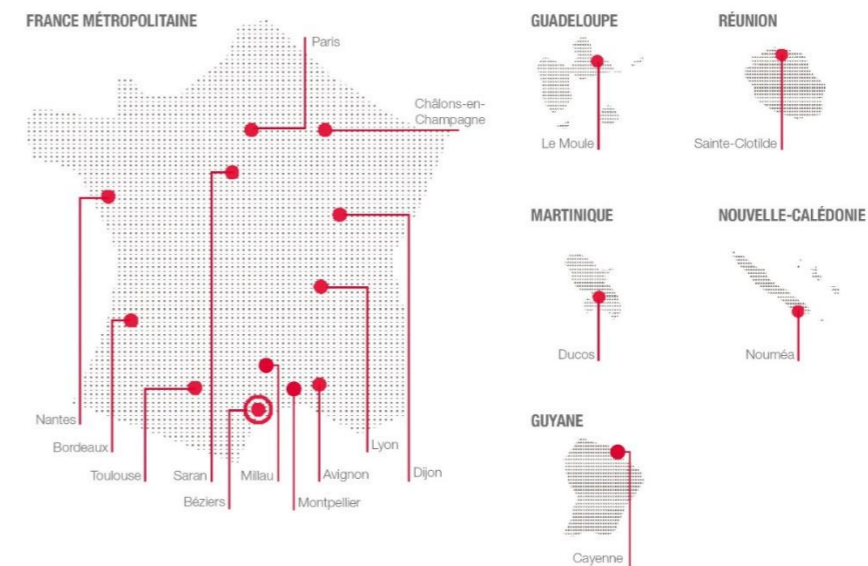 FRANCE MÉTROPOLITAINE
Paris
Châlons-en-
Champagne
Nantes
Bordeaux
Toulouse
Saran
Béziers
Millau
Montpellier
Avignon
Lyon
Dijon
GUADELOUPE
Le Moule
RÉUNION
Sainte-Clotilde
MARTINIQUE
Ducos
NOUVELLE-CALÉDONIE
Nouméa
GUYANE
Cayenne